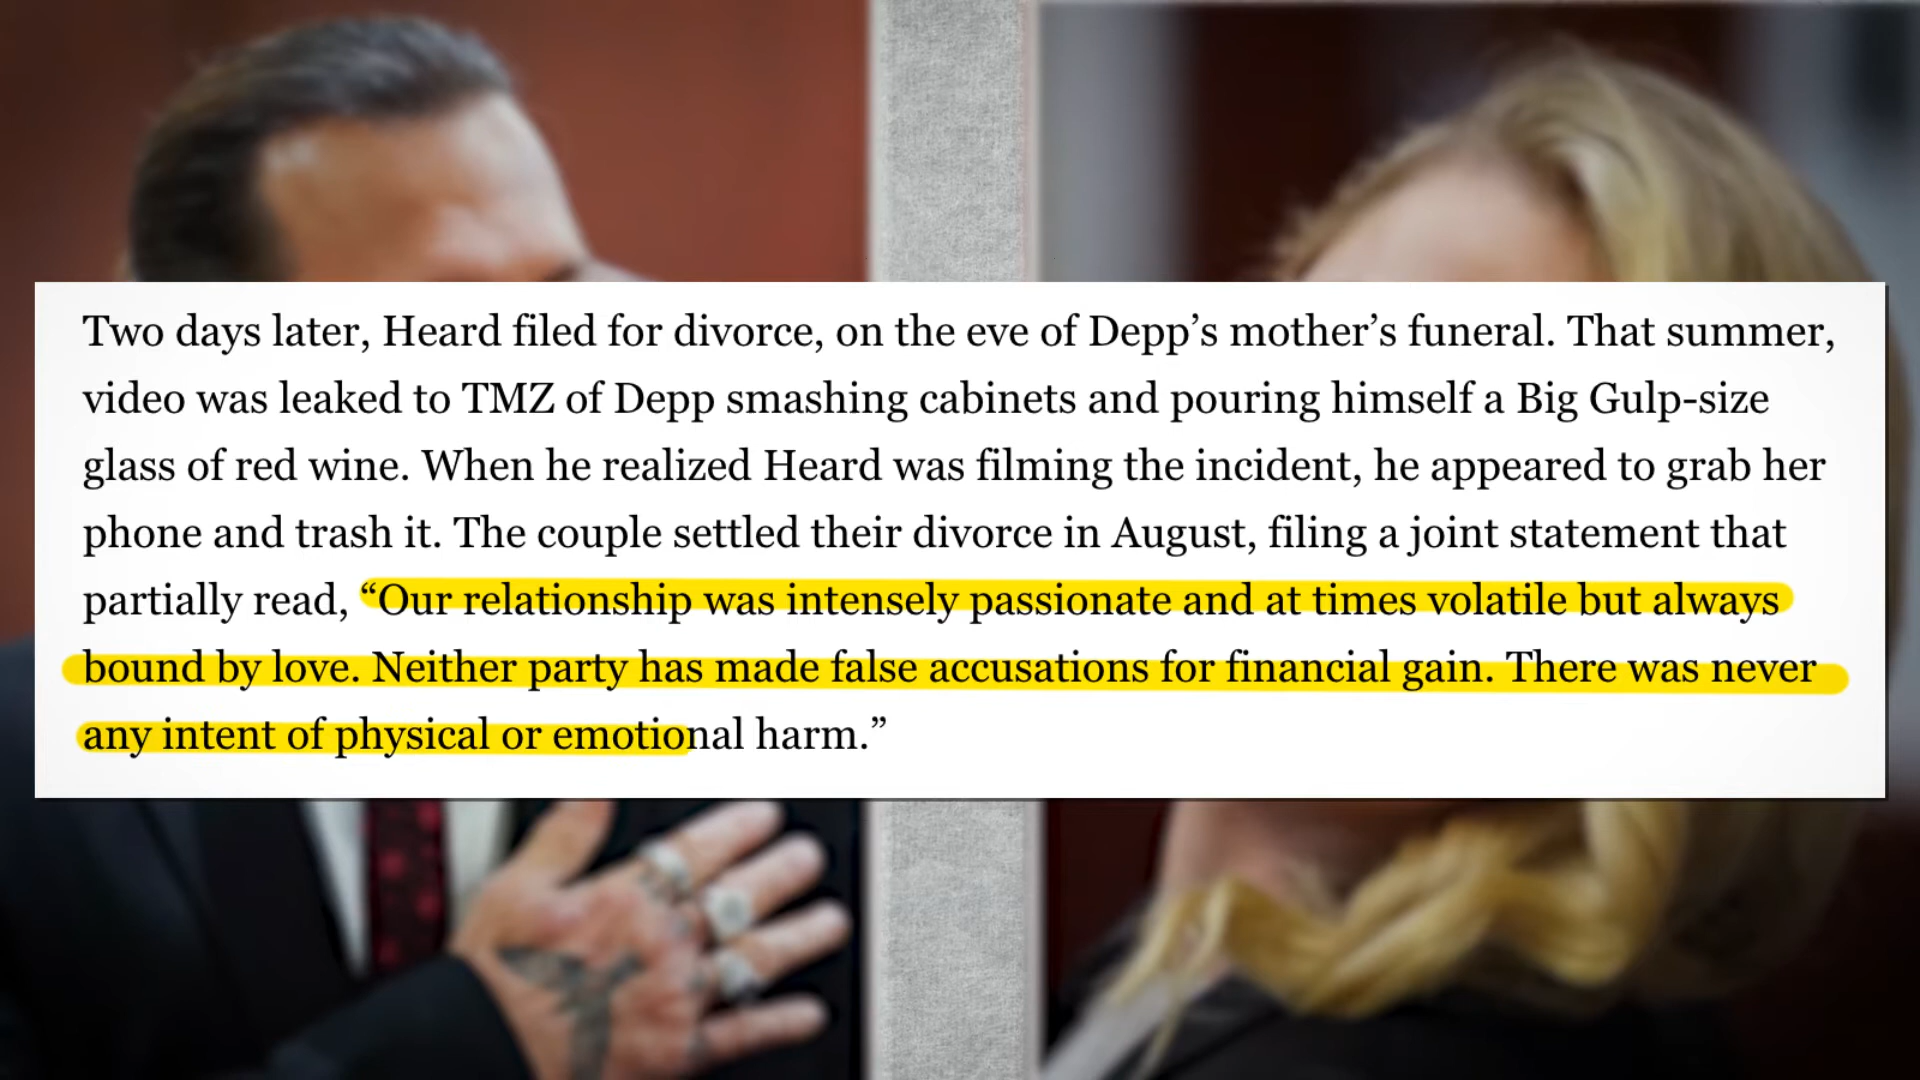 Two days later, Heard filed for divorce, on the eve of Depp’s mother’s funeral. That summer,
video was leaked to TMZ of Depp smashing cabinets and pouring himself a Big Gulp-size
glass of red wine. When he realized Heard was filming the incident, he appeared to grab her
phone and trash it. The couple settled their divorce in August, filing a joint statement that
partially read, “Our relationship was intensely passionate and at times volatile but always
bound by love. Neither party has made false accusations for financial gain. There was never
any intent of physical or emotional harm.”